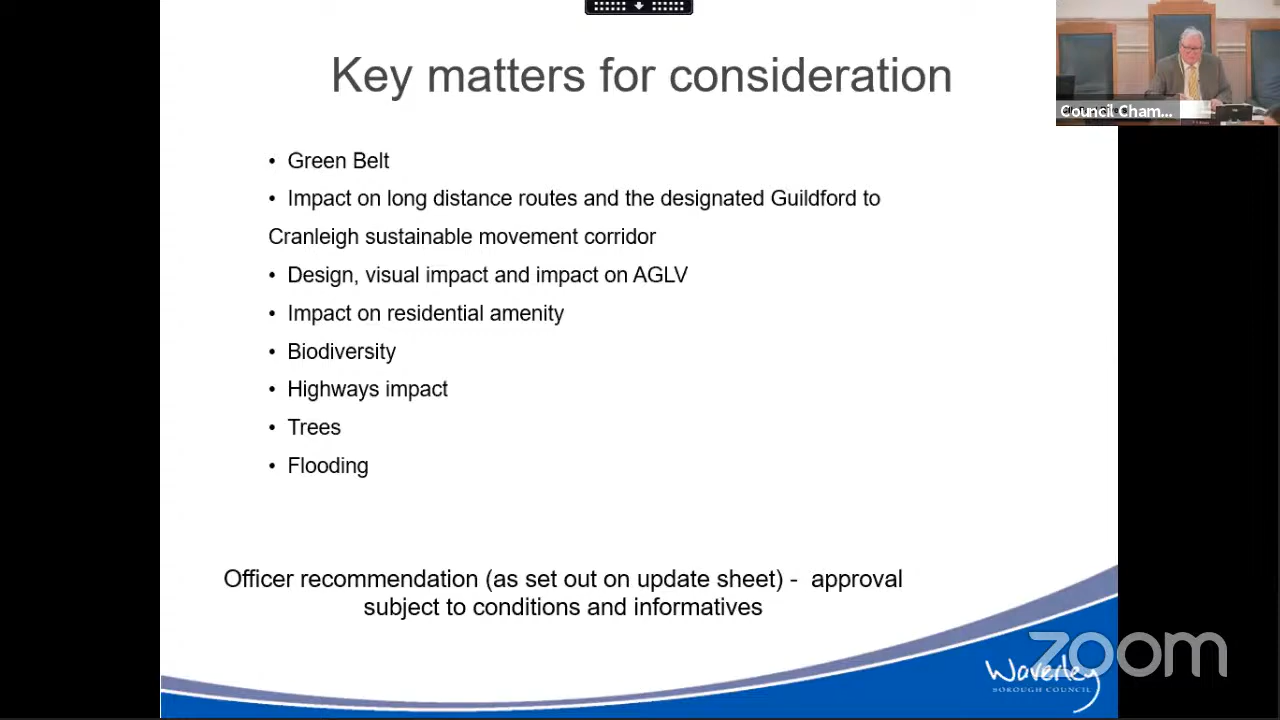 Key matters for consideration
Council Cham...
• Green Belt
• Impact on long distance routes and the designated Guildford to
Cranleigh sustainable movement corridor
• Design, visual impact and impact on AGLV
• Impact on residential amenity
• Biodiversity
• Highways impact
• Trees
• Flooding
Officer recommendation (as set out on update sheet) - approval
subject to conditions and informatives
zoom
Waverley
BOROUGH COUNCIL